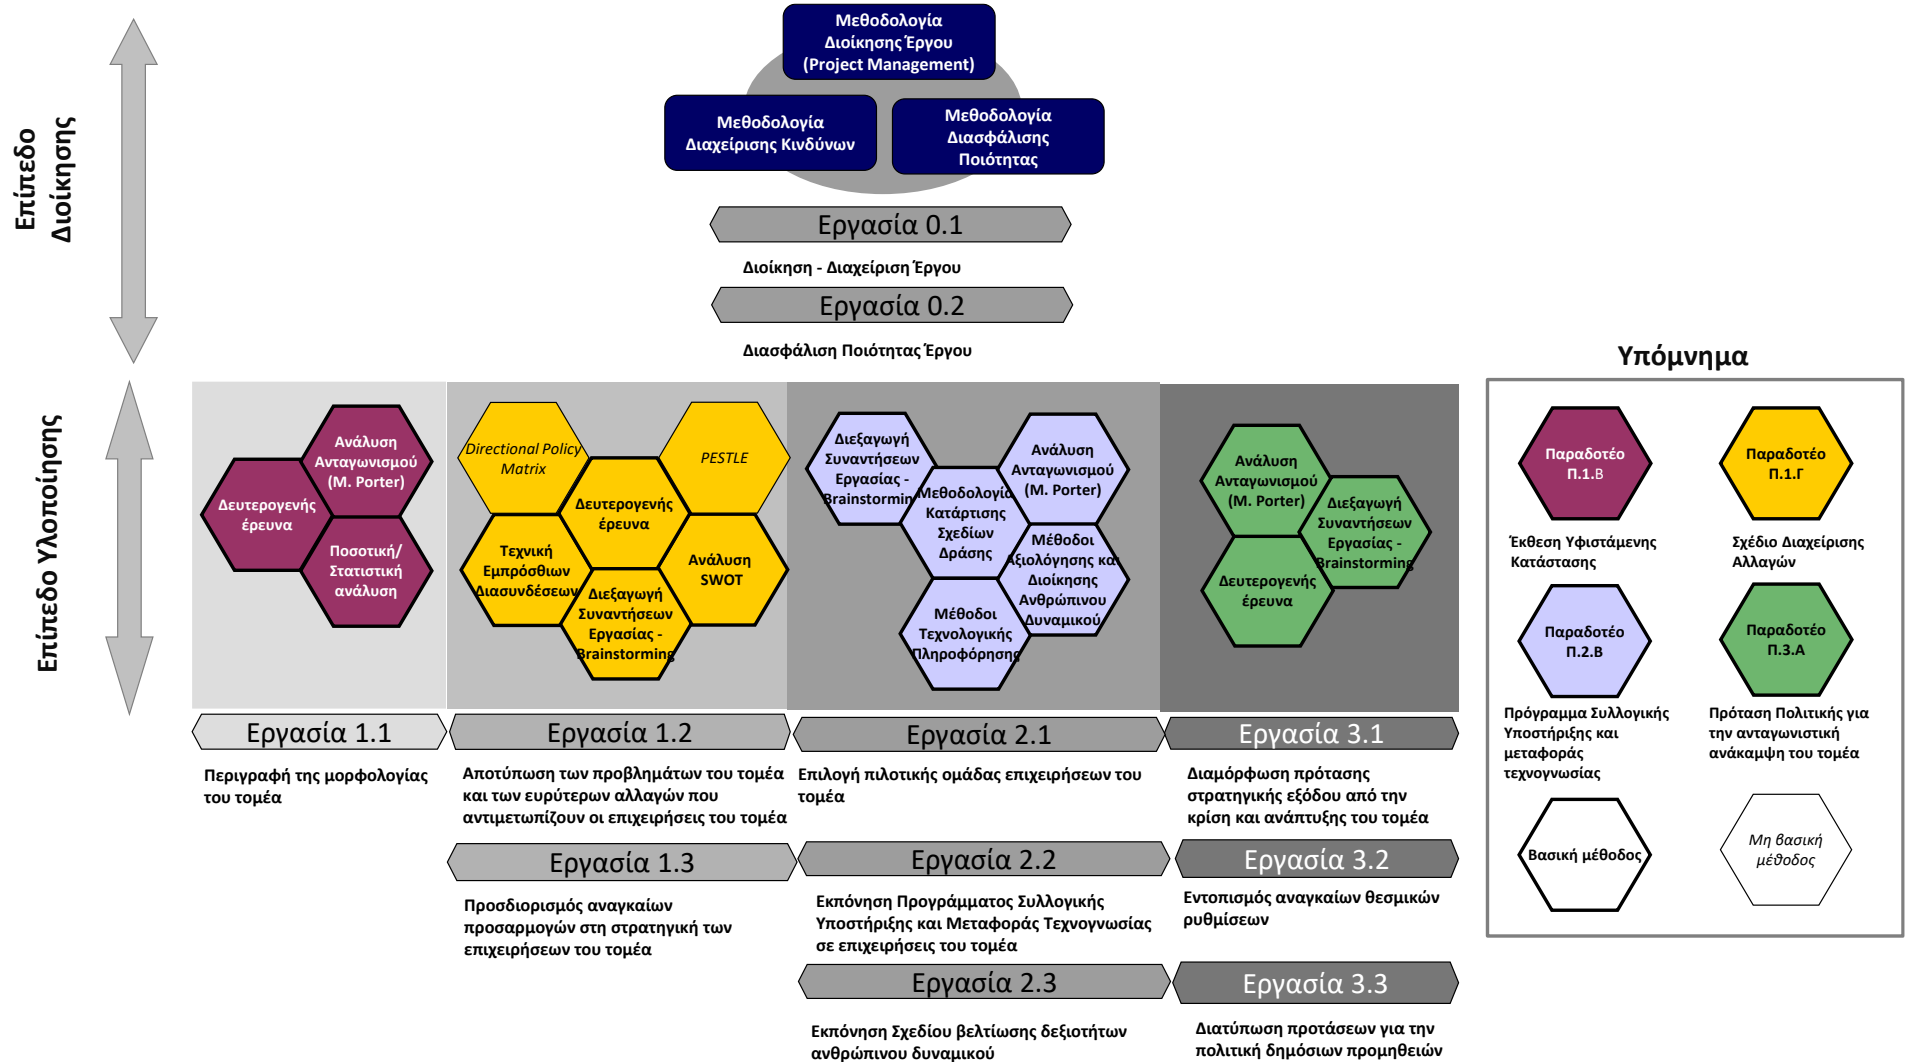 Μεθοδολογία
Διοίκησης Έργου
(Project Management)
Μεθοδολογία
Διαχείρισης Κινδύνων
Μεθοδολογία
Διασφάλισης
Ποιότητας
Επίπεδο
Διοίκησης
Εργασία 0.1
Διοίκηση - Διαχείριση Έργου
Εργασία 0.2
Διασφάλιση Ποιότητας Έργου
Επίπεδο Υλοποίησης
Δευτερογενής
έρευνα
Ανάλυση
Ανταγωνισμού
(M. Porter)
Ποσοτική/
Στατιστική
ανάλυση
Directional Policy
Matrix
PESTLE
Δευτερογενής
έρευνα
Τεχνική
Εμπρόσθιων
Διασυνδέσεων
Ανάλυση
SWOT
Διεξαγωγή
Συναντήσεων
Εργασίας -
Brainstorming
Διεξαγωγή
Συναντήσεων
Εργασίας -
Brainstorming
Μεθοδολογία
Κατάρτισης
Σχεδίων
Δράσης
Ανάλυση
Ανταγωνισμού
(M. Porter)
Μέθοδοι
Αξιολόγησης και
Διοίκησης
Ανθρώπινου
Δυναμικού
Μέθοδοι
Τεχνολογικής
Πληροφόρησης
Ανάλυση
Ανταγωνισμού
(M. Porter)
Διεξαγωγή
Συναντήσεων
Εργασίας -
Brainstorming
Δευτερογενής
έρευνα
Εργασία 1.1
Περιγραφή της μορφολογίας
του τομέα
Εργασία 1.2
Αποτύπωση των προβλημάτων του τομέα
και των ευρύτερων αλλαγών που
αντιμετωπίζουν οι επιχειρήσεις του τομέα
Εργασία 1.3
Προσδιορισμός αναγκαίων
προσαρμογών στη στρατηγική των
επιχειρήσεων του τομέα
Εργασία 2.1
Επιλογή πιλοτικής ομάδας επιχειρήσεων του
τομέα
Εργασία 2.2
Εκπόνηση Προγράμματος Συλλογικής
Υποστήριξης και Μεταφοράς Τεχνογνωσίας
σε επιχειρήσεις του τομέα
Εργασία 2.3
Εκπόνηση Σχεδίου βελτίωσης δεξιοτήτων
ανθρώπινου δυναμικού
Εργασία 3.1
Διαμόρφωση πρότασης
στρατηγικής εξόδου από την
κρίση και ανάπτυξης του τομέα
Εργασία 3.2
Εντοπισμός αναγκαίων θεσμικών
ρυθμίσεων
Εργασία 3.3
Διατύπωση προτάσεων για την
πολιτική δημόσιων προμηθειών
Υπόμνημα
Παραδοτέο
Π.1.Β
Έκθεση Υφιστάμενης
Κατάστασης
Παραδοτέο
Π.1.Γ
Σχέδιο Διαχείρισης
Αλλαγών
Παραδοτέο
Π.2.Β
Πρόγραμμα Συλλογικής
Υποστήριξης και
μεταφοράς
τεχνογνωσίας
Παραδοτέο
Π.3.Α
Πρόταση Πολιτικής για
την ανταγωνιστική
ανάκαμψη του τομέα
Βασική μέθοδος
Μη βασική
μέθοδος